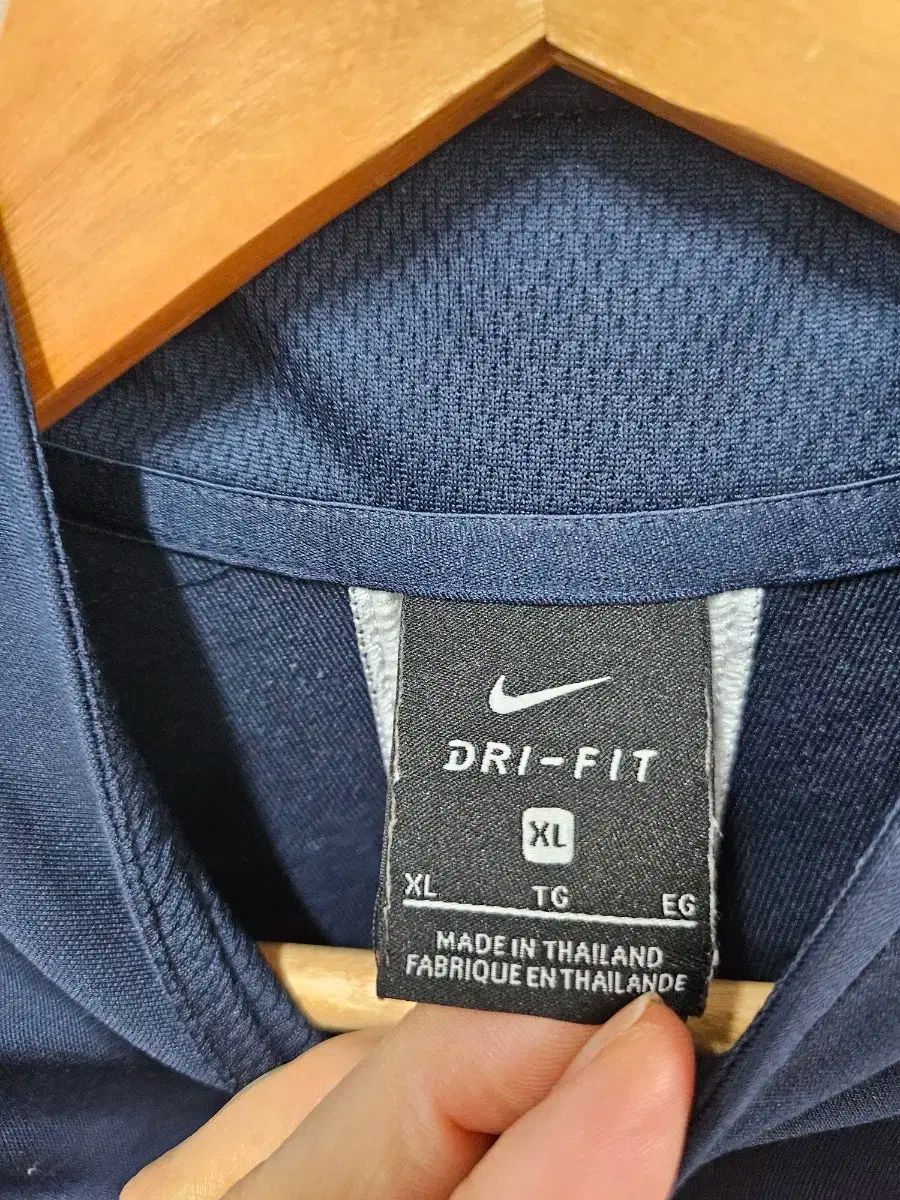 DRI-FIT
XL
XL TG EG
MADE IN THAILAND
FABRIQUE EN THAILANDE